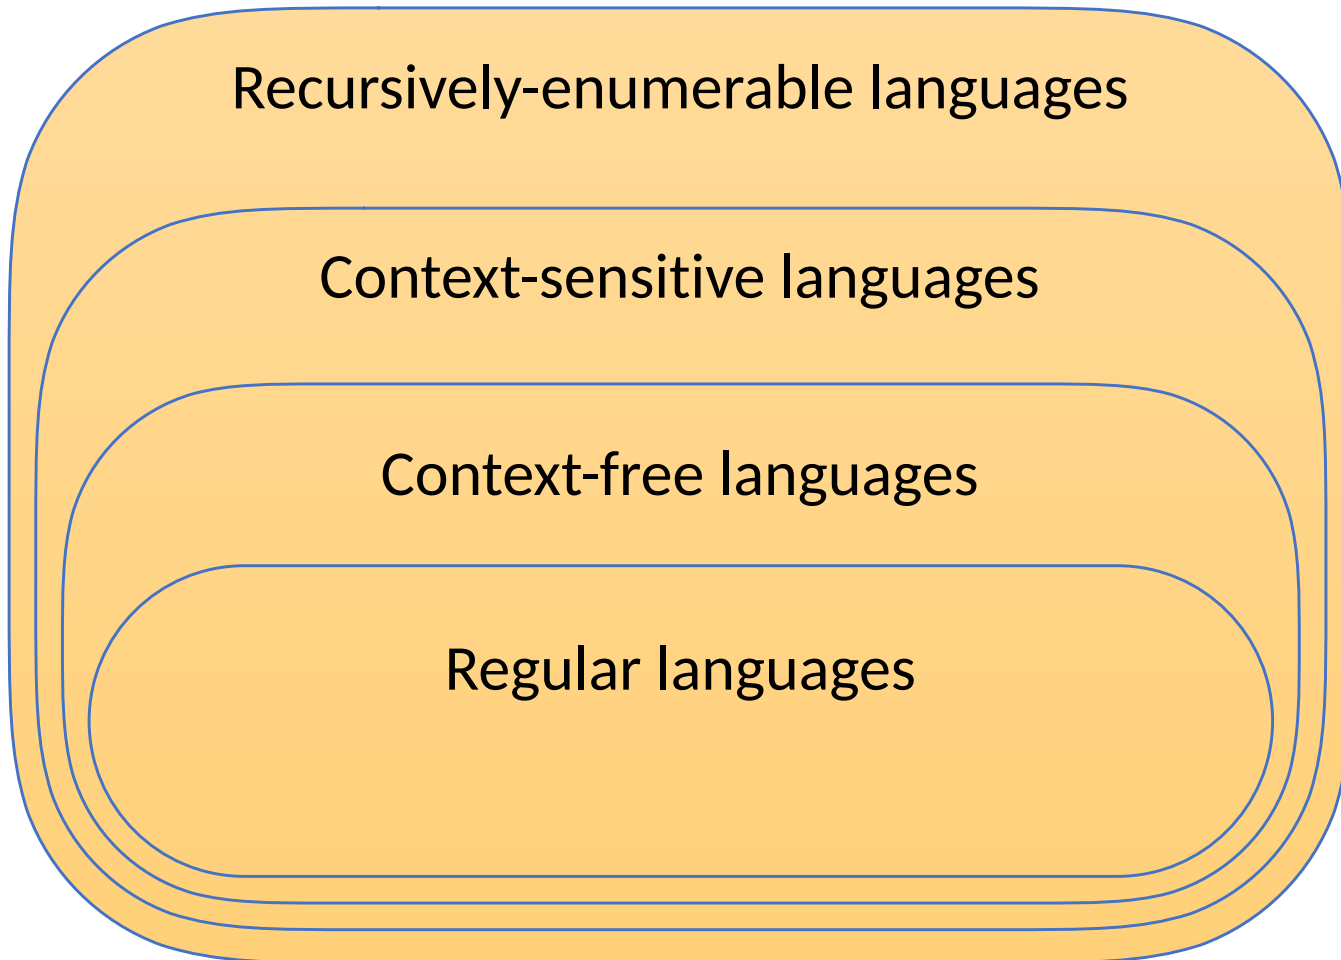 Recursively-enumerable languages
Context-sensitive languages
Context-free languages
Regular languages